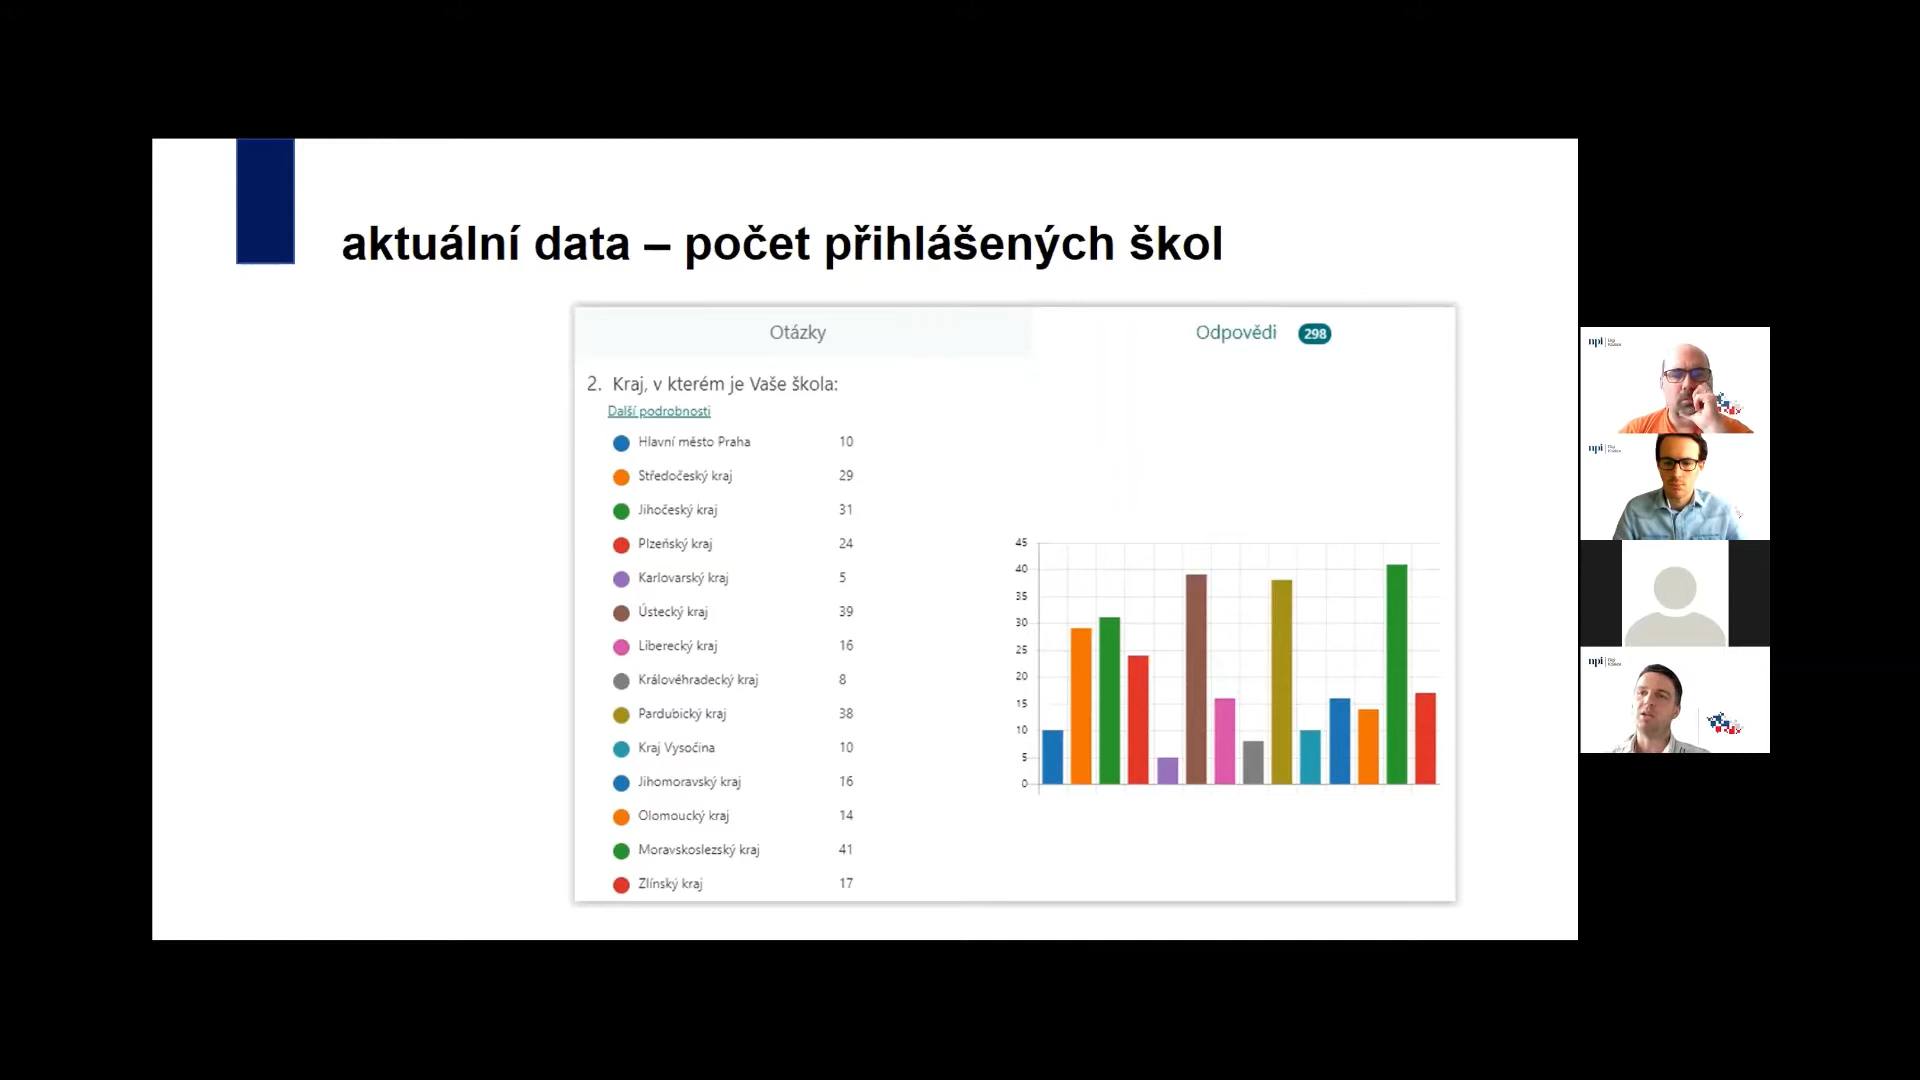 aktuální data – počet přihlášených škol
Otázky
Odpovědi 298
2. Kraj, v kterém je Vaše škola:
Další podrobnosti
Hlavní město Praha 10
Středočeský kraj 29
Jihočeský kraj 31
Plzeňský kraj 24
Karlovarský kraj 5
Ústecký kraj 39
Liberecký kraj 16
Královéhradecký kraj 8
Pardubický kraj 38
Kraj Vysočina 10
Jihomoravský kraj 16
Olomoucký kraj 14
Moravskoslezský kraj 41
Zlínský kraj 17
45
40
35
30
25
20
15
10
5
0
npi
npi
npi